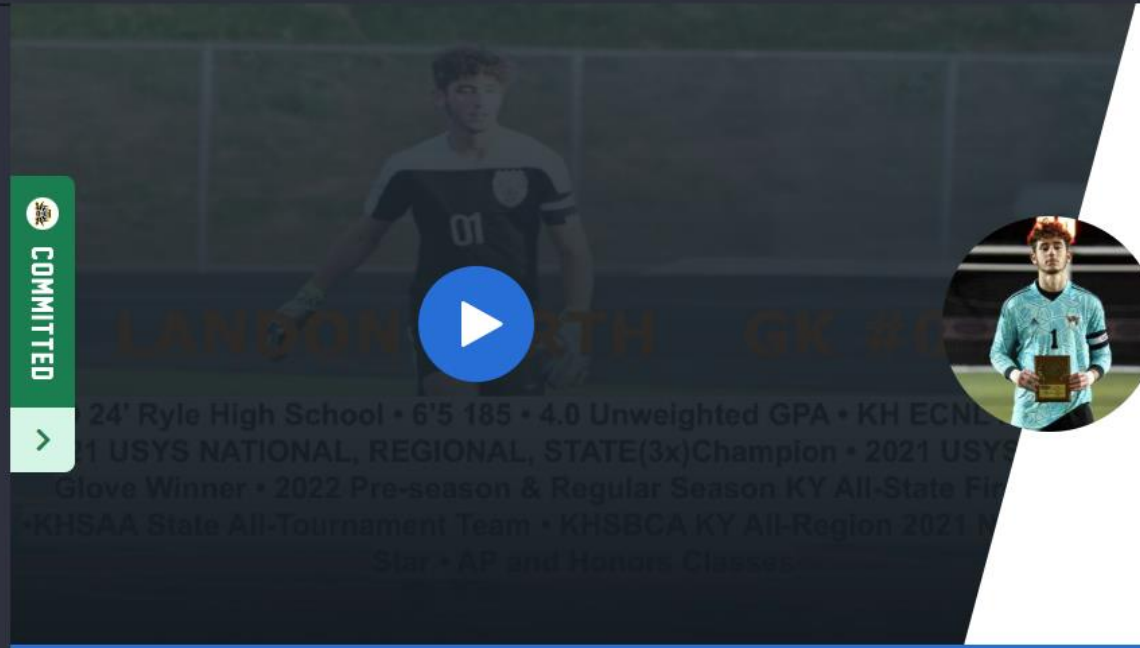 COMMITTED
01
1
LANDON GK
24' Ryle High School • 6'5 185 • 4.0 Unweighted GPA • KH ECNL
21 USYS NATIONAL, REGIONAL, STATE(3x)Champion • 2021 USYS
Glove Winner • 2022 Pre-season & Regular Season KY All-State
•KHSAA State All-Tournament Team • KHSBCA KY All-Region 2021
Star • AP and Honors Classes